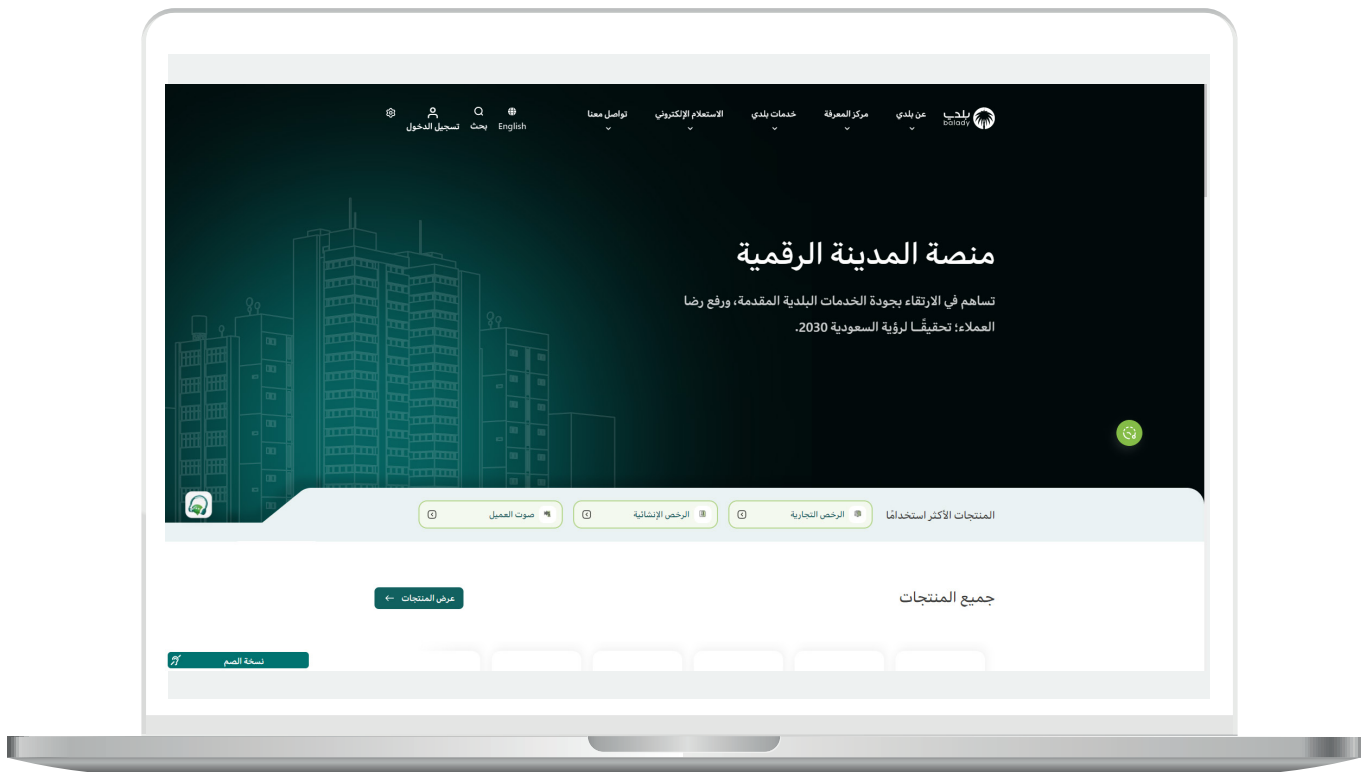 بلدي
balady
عن بلدي
مركز المعرفة
خدمات بلدي
الاستعلام الإلكتروني
تواصل معنا
English
بحث
تسجيل الدخول
منصة المدينة الرقمية
تساهم في الارتقاء بجودة الخدمات البلدية المقدمة، ورفع رضا
العملاء؛ تحقيقًـا لرؤية السعودية 2030.
المنتجات الأكثر استخدامًا
الرخص التجارية
الرخص الإنشائية
صوت العميل
جميع المنتجات
عرض المنتجات
نسخة الصم